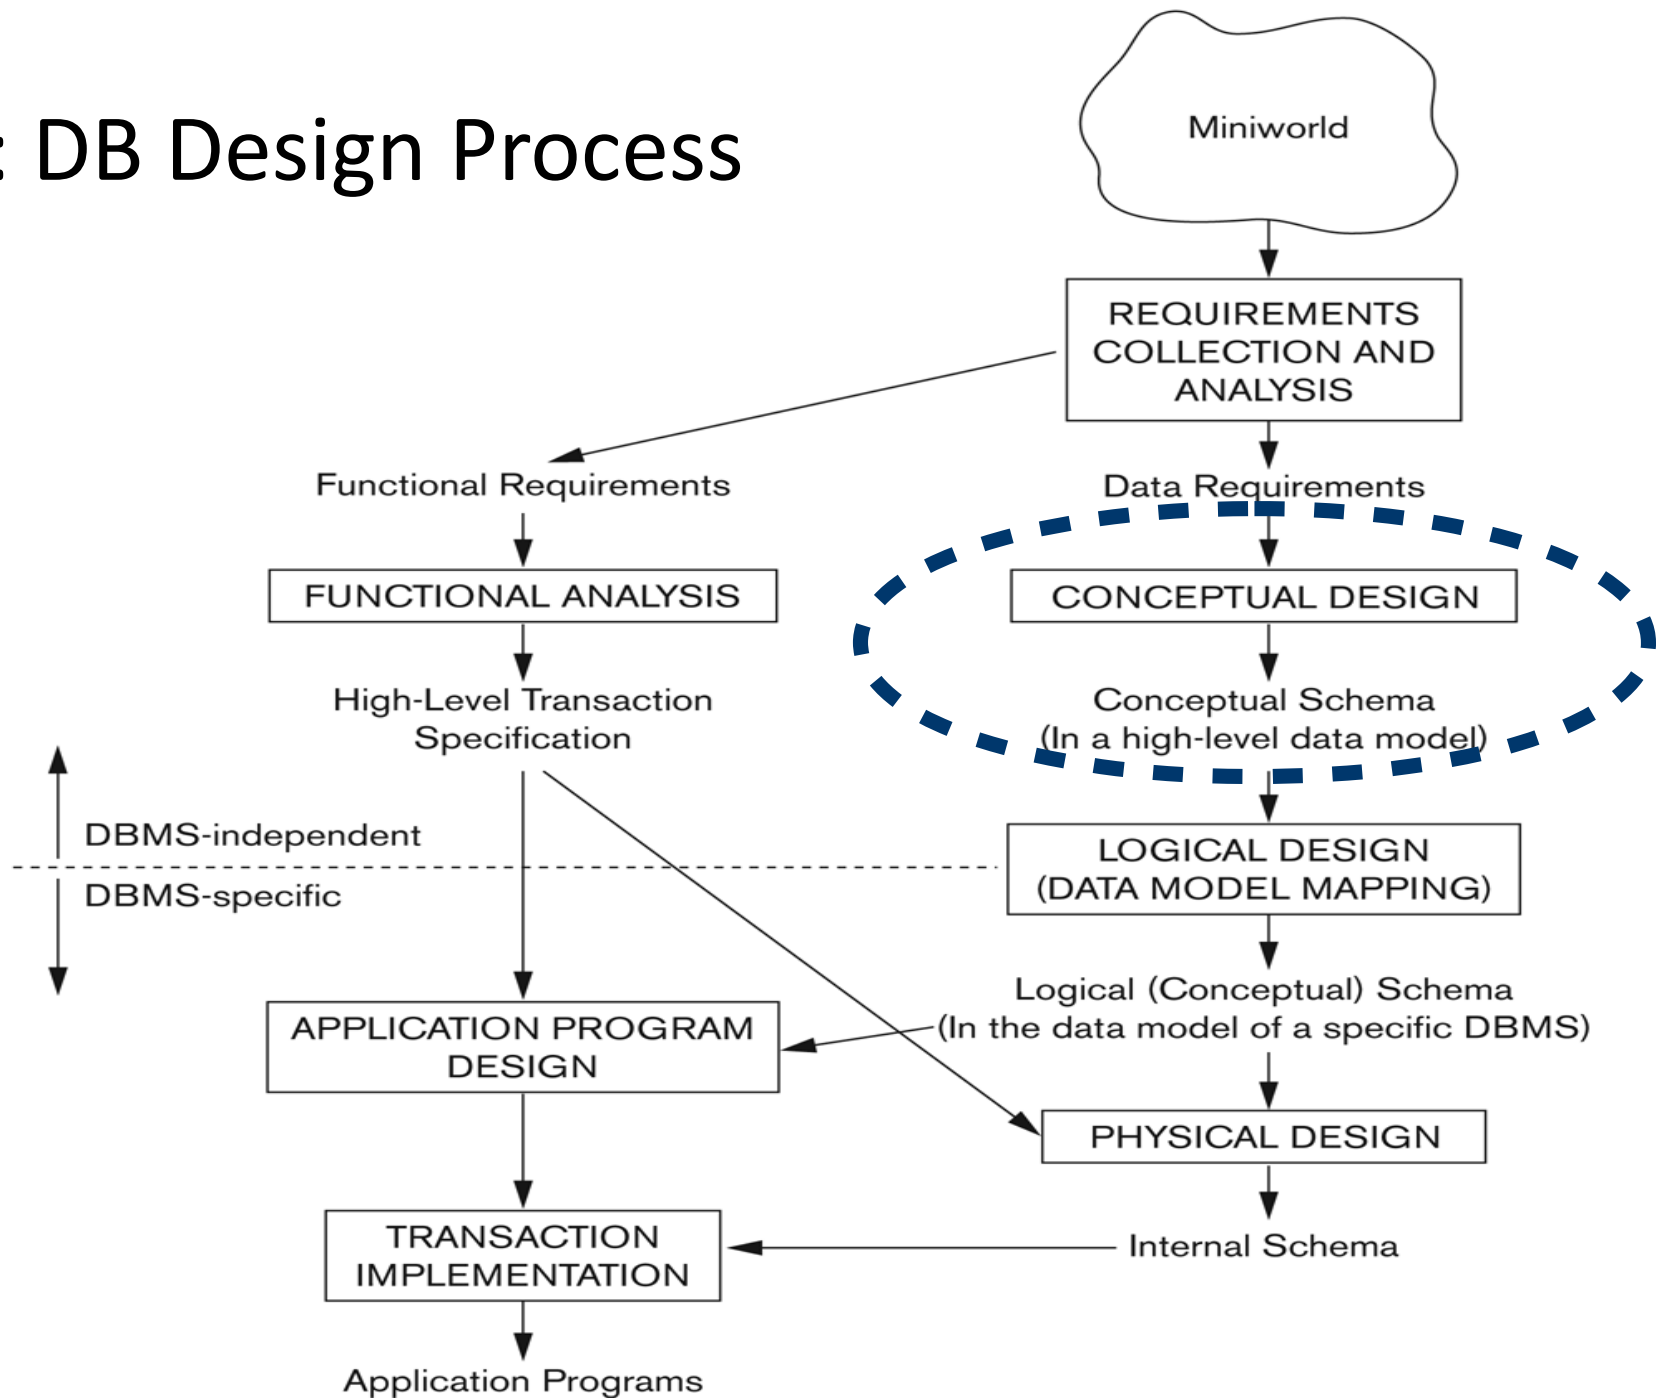 : DB Design Process
Miniworld
REQUIREMENTS
COLLECTION AND
ANALYSIS
Functional Requirements
Data Requirements
FUNCTIONAL ANALYSIS
CONCEPTUAL DESIGN
High-Level Transaction
Specification
Conceptual Schema
(In a high-level data model)
DBMS-independent
DBMS-specific
LOGICAL DESIGN
(DATA MODEL MAPPING)
Logical (Conceptual) Schema
(In the data model of a specific DBMS)
APPLICATION PROGRAM
DESIGN
PHYSICAL DESIGN
TRANSACTION
IMPLEMENTATION
Internal Schema
Application Programs